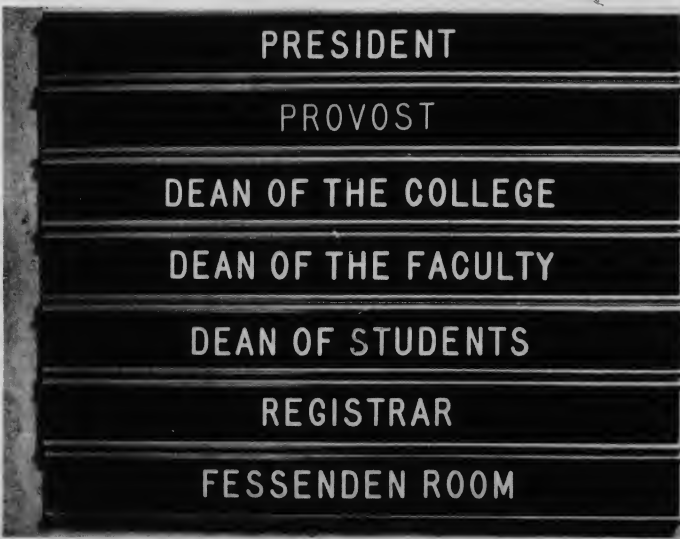 PRESIDENT
PROVOST
DEAN OF THE COLLEGE
DEAN OF THE FACULTY
DEAN OF STUDENTS
REGISTRAR
FESSENDEN ROOM